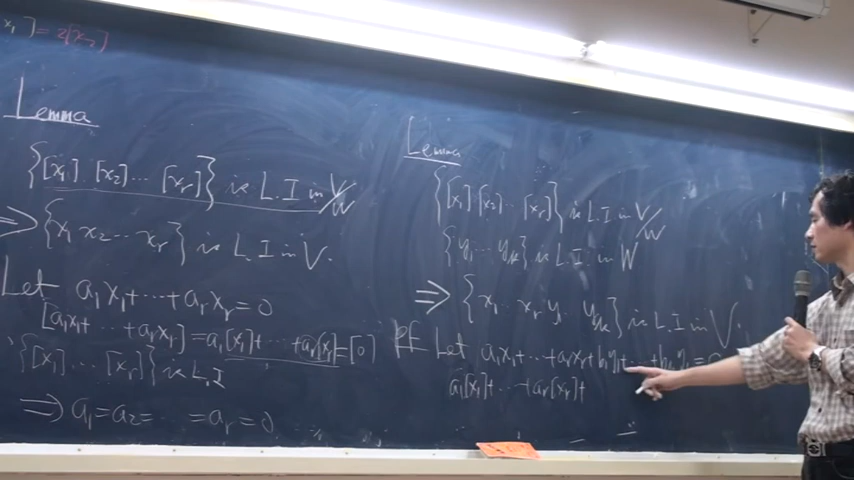 x₁] = 2[x₂]
Lemma
{[x₁] [x₂]... [xᵣ]} is L.I in V/W
⇒ {x₁ x₂ ... xᵣ} is L.I in V.
Let a₁x₁+...+aᵣxᵣ=0
[a₁x₁+...+aᵣxᵣ]=a₁[x₁]+...+aᵣ[xᵣ]=[0]
∵{[x₁] ... [xᵣ]} is L.I
⇒ a₁=a₂=... =aᵣ=0
Lemma
{[x₁] [x₂]... [xᵣ]} is L.I in V/W
{y₁ ... yₖ} is L.I in W
⇒ {x₁ ... xᵣ y₁ ... yₖ} is L.I in V.
PF Let a₁x₁+...+aᵣxᵣ+b₁y₁+...+
a₁[x₁]+...+aᵣ[xᵣ]+